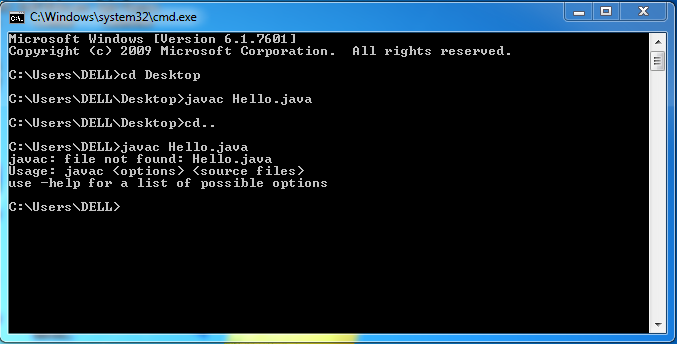 C:\Windows\system32\cmd.exe
Microsoft Windows [Version 6.1.7601]
Copyright (c) 2009 Microsoft Corporation.  All rights reserved.
C:\Users\DELL>cd Desktop
C:\Users\DELL\Desktop>javac Hello.java
C:\Users\DELL\Desktop>cd..
C:\Users\DELL>javac Hello.java
javac: file not found: Hello.java
Usage: javac <options> <source files>
use -help for a list of possible options
C:\Users\DELL>